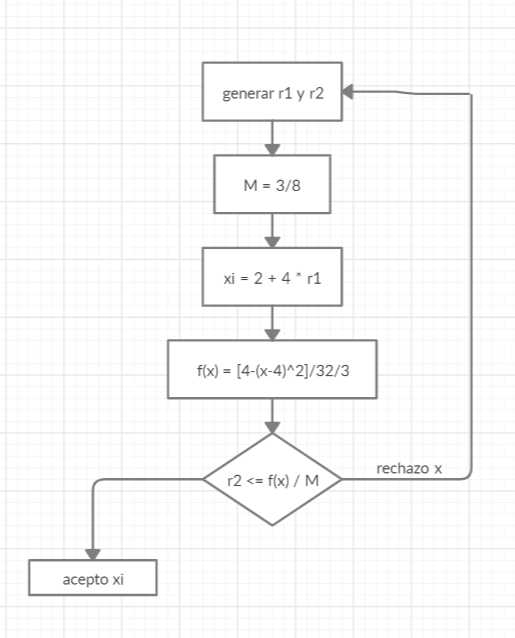 generar r1 y r2
M = 3/8
xi = 2 + 4 * r1
f(x) = [4-(x-4)^2]/32/3
r2 <= f(x) / M
rechazo x
acepto xi